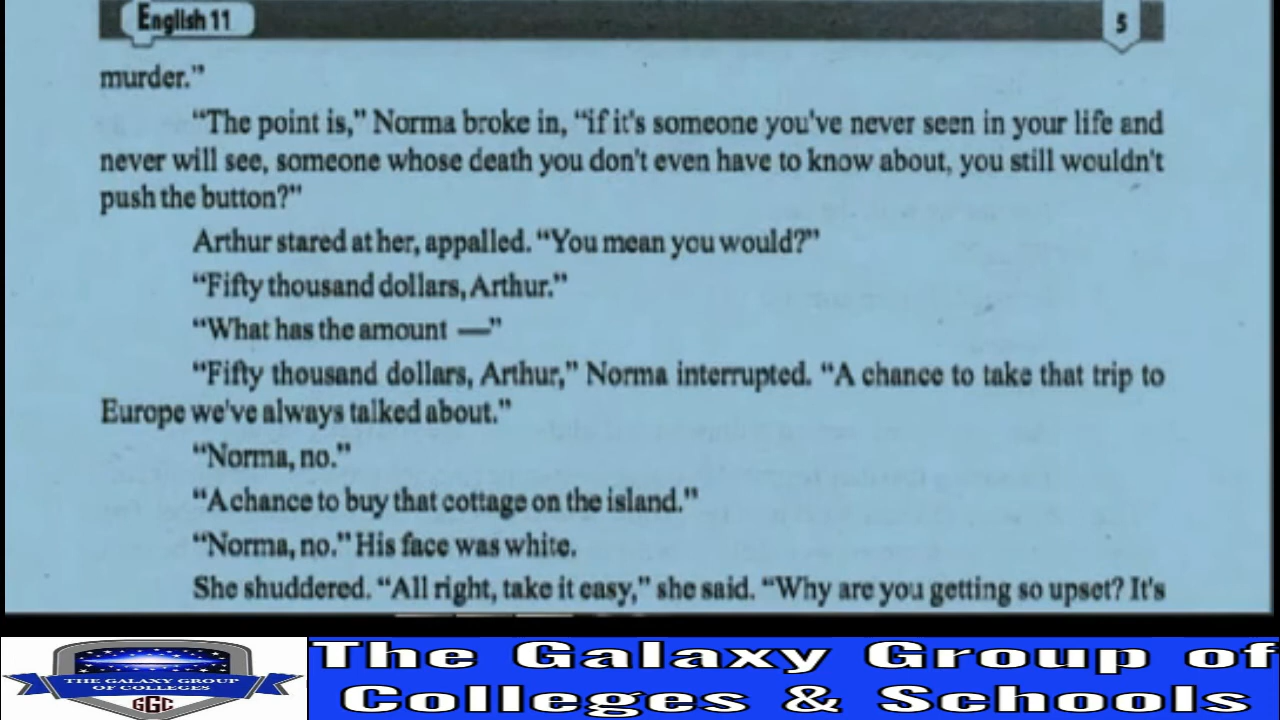 English 11
5
murder.”
“The point is,” Norma broke in, “if it's someone you've never seen in your life and
never will see, someone whose death you don't even have to know about, you still wouldn't
push the button?”
Arthur stared at her, appalled. “You mean you would?”
“Fifty thousand dollars, Arthur.”
“What has the amount —”
“Fifty thousand dollars, Arthur,” Norma interrupted. “A chance to take that trip to
Europe we've always talked about.”
“Norma, no.”
“A chance to buy that cottage on the island.”
“Norma, no.” His face was white.
She shuddered. “All right, take it easy,” she said. “Why are you getting so upset? It's
THE GALAXY GROUP
OF COLLEGES
GGC
The Galaxy Group of
Colleges & Schools